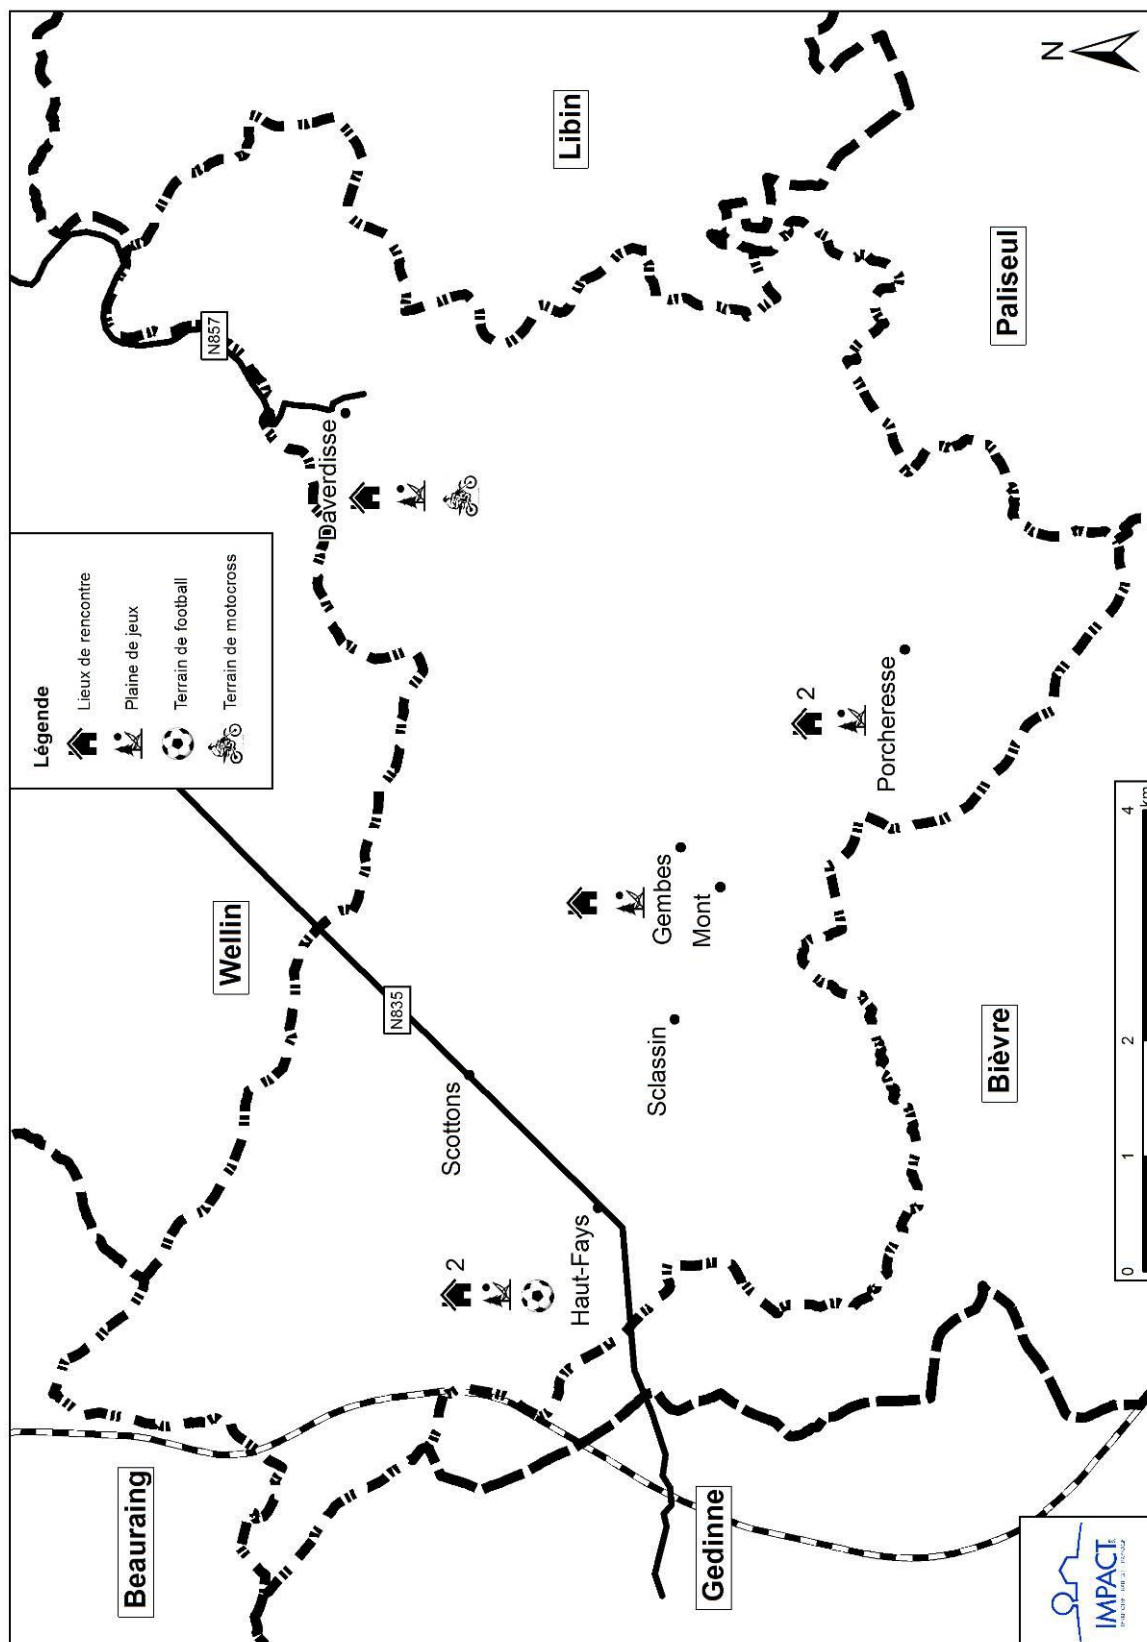 Légende
Lieux de rencontre
Plaine de jeux
Terrain de football
Terrain de motocross
Beauraing
Wellin
N857
Daverdisse
Libin
N835
Scottons
2
Haut-Fays
Gembes
Mont
Sclassin
2
Porcheresse
Gedinne
Bièvre
Paliseul
N
0 1 2 4
km
IMPACT